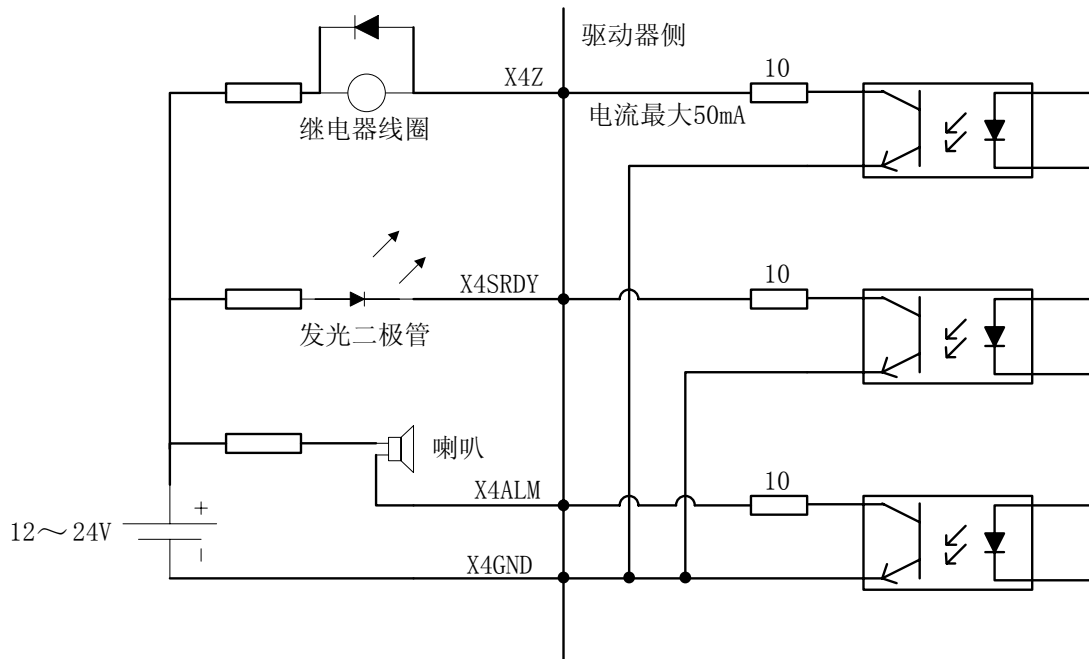 驱动器侧
X4Z
10
继电器线圈
电流最大50mA
X4SRDY
10
发光二极管
喇叭
X4ALM
10
12～24V
+
−
X4GND